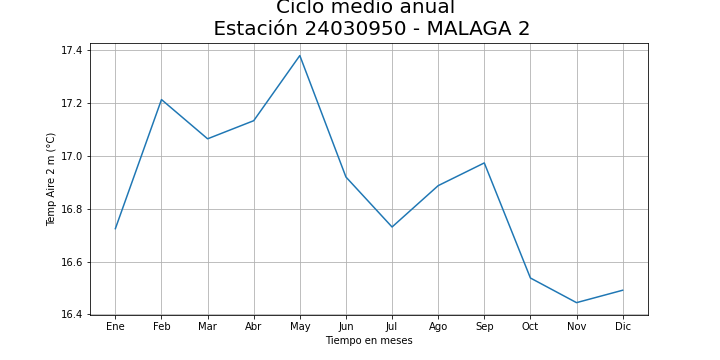 Ciclo medio anual
Estación 24030950 - MALAGA 2
17.4
17.2
17.0
16.8
16.6
16.4
Temp Aire 2 m (°C)
Ene Feb Mar Abr May Jun Jul Ago Sep Oct Nov Dic
Tiempo en meses